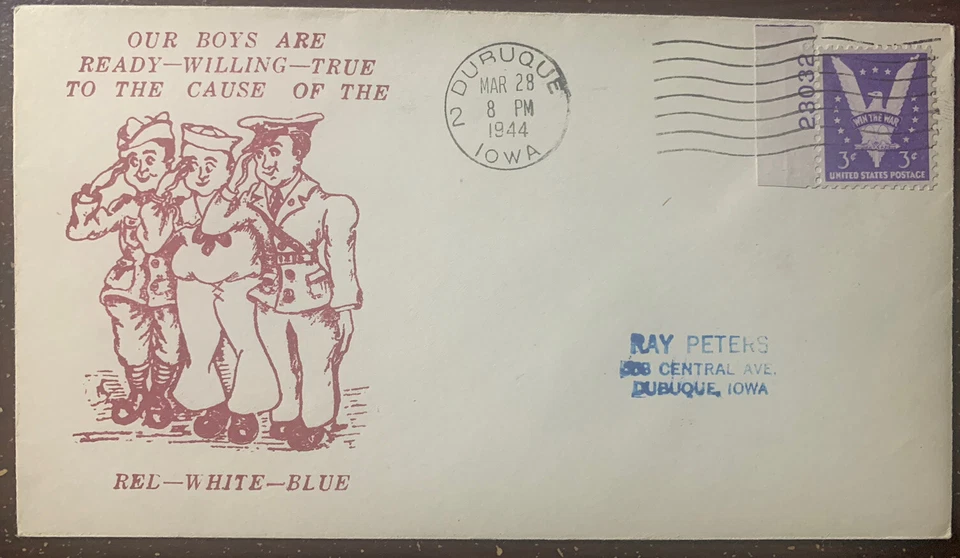 OUR BOYS ARE
READY—WILLING—TRUE
TO THE CAUSE OF THE
RED—WHITE—BLUE
DUBUQUE
2
MAR 28
8 PM
1944
IOWA
23032
WIN THE WAR
3¢ 3¢
UNITED STATES POSTAGE
RAY PETERS
CENTRAL AVE.
DUBUQUE, IOWA